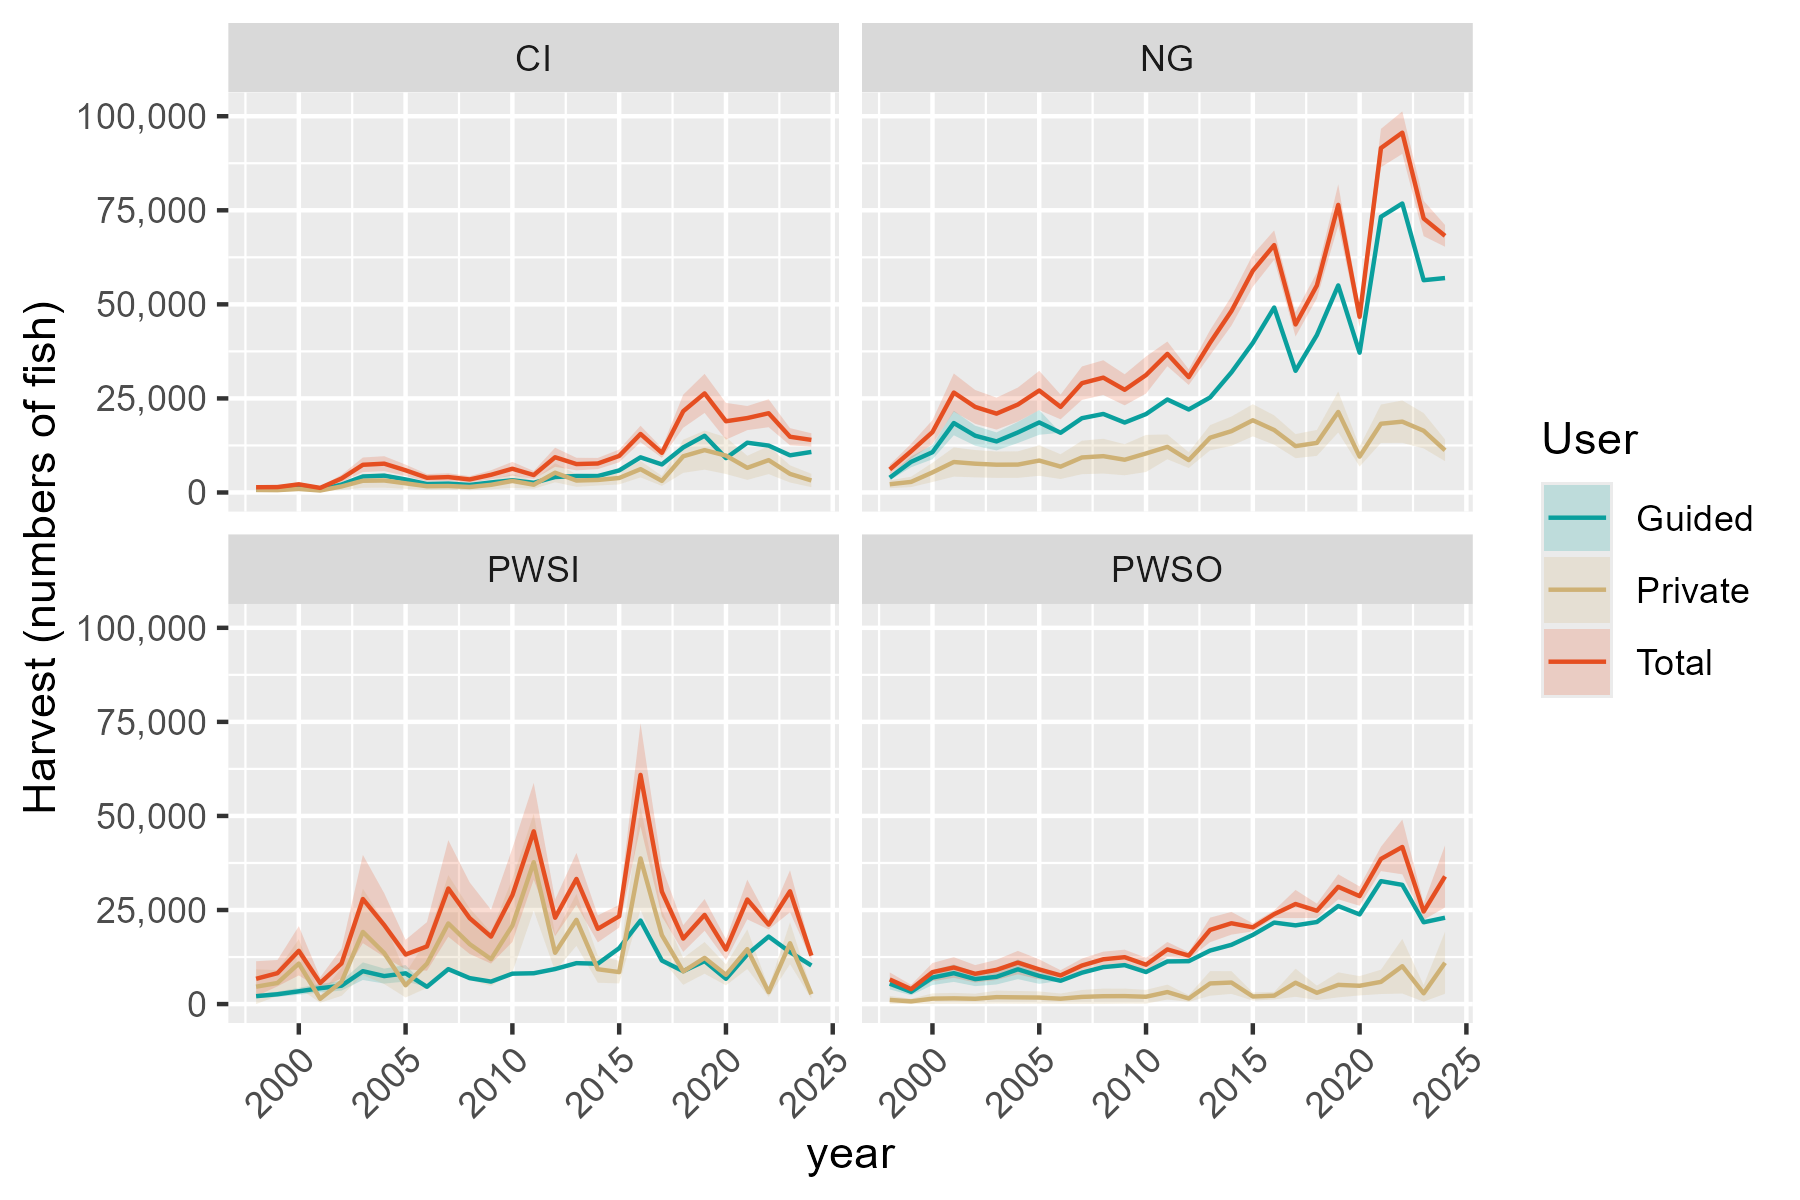 CI
NG
100,000
75,000
50,000
25,000
0
PWSI
PWSO
100,000
75,000
50,000
25,000
0
2000
2005
2010
2015
2020
2025
2000
2005
2010
2015
2020
2025
year
Harvest (numbers of fish)
User
Guided
Private
Total